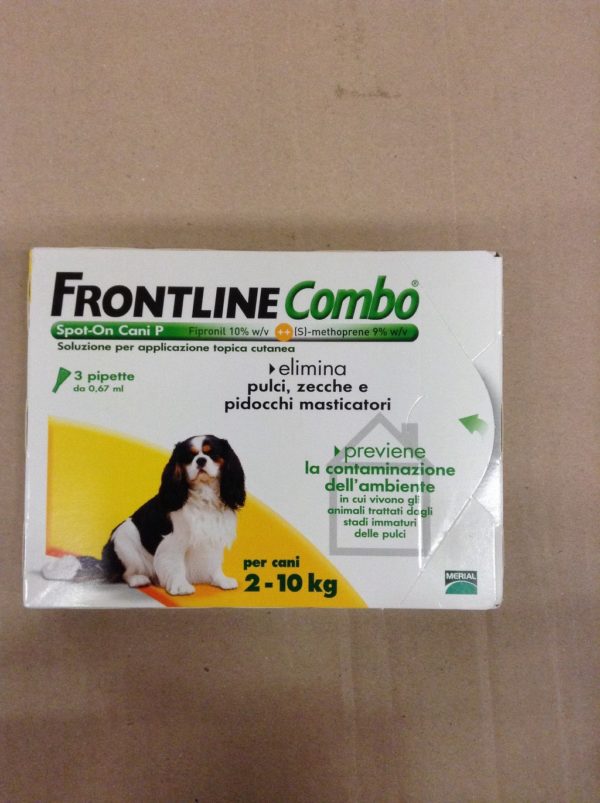 FRONTLINE Combo®
Spot-On Cani P Fipronil 10% w/v ++ (S)-methoprene 9% w/v
Soluzione per applicazione topica cutanea
3 pipette
da 0,67 ml
elimina
pulci, zecche e
pidocchi masticatori
previene
la contaminazione
dell'ambiente
in cui vivono gli
animali trattati dagli
stadi immaturi
delle pulci
per cani
2-10 kg
MERIAL